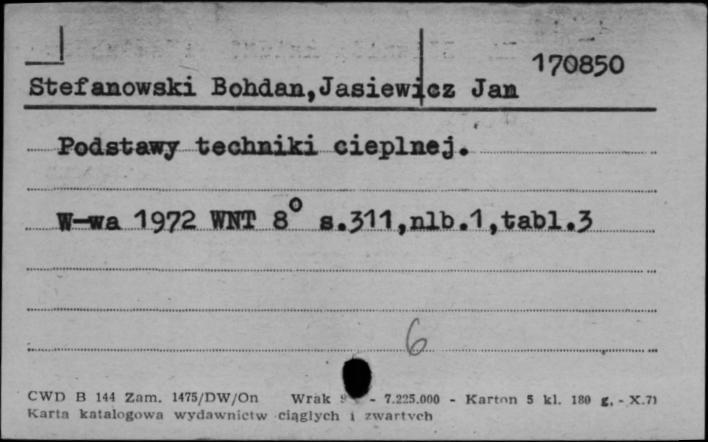 170850
Stefanowski Bohdan,Jasiewicz Jan
Podstawy techniki cieplnej.
W-wa 1972 WNT 8° s.311,nlb.1,tabl.3
6
CWD B 144 Zam. 1475/DW/On Wrak - 7.225.000 - Karton 5 kl. 180 g. - X.71
Karta katalogowa wydawnictw ciągłych i zwartych